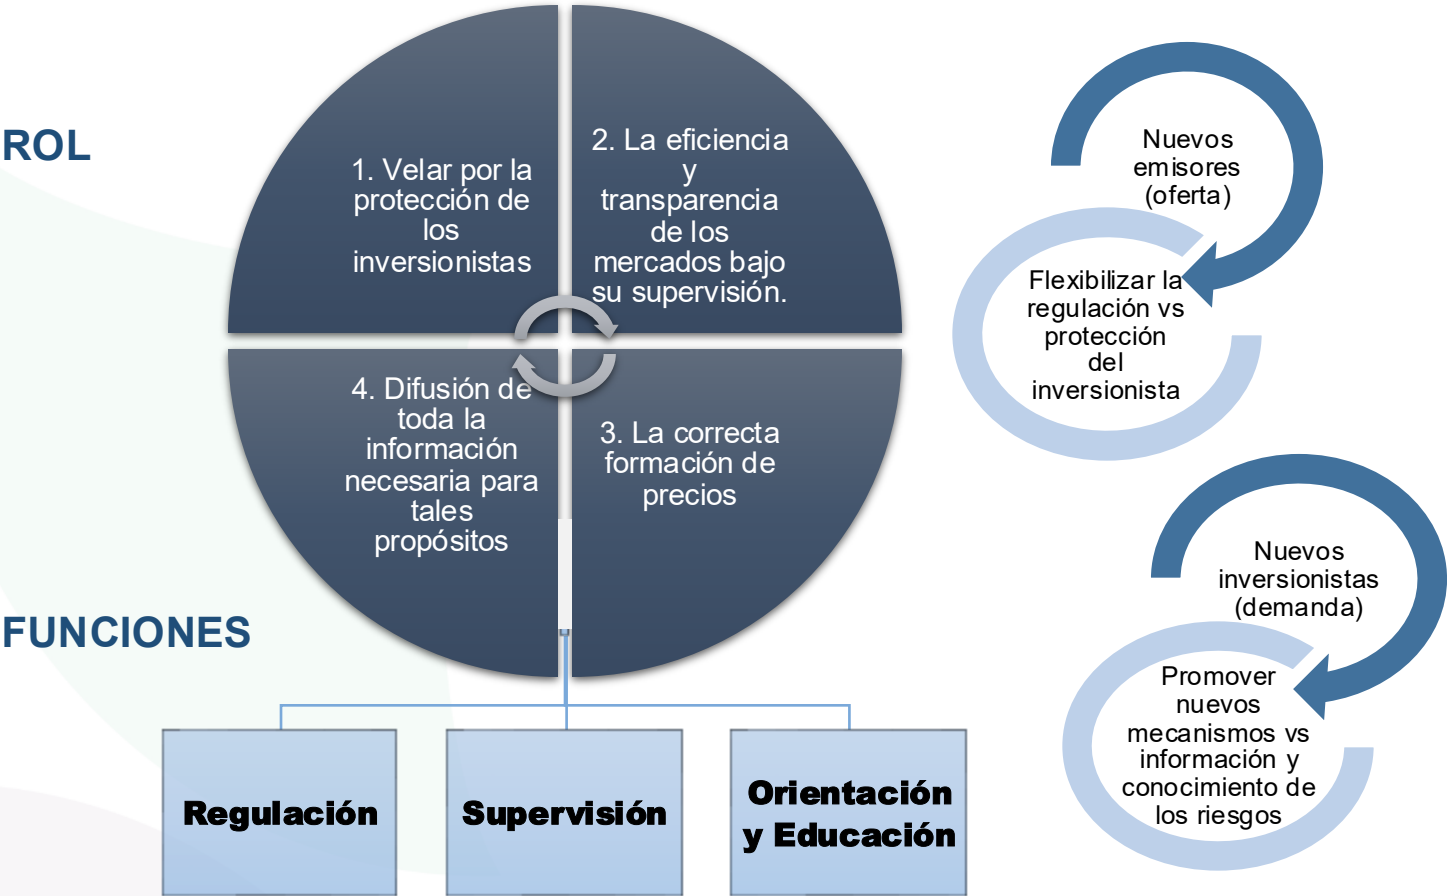 ROL
1. Velar por la
protección de
los
inversionistas
2. La eficiencia
y
transparencia
de los
mercados bajo
su supervisión.
3. La correcta
formación de
precios
4. Difusión de
toda la
información
necesaria para
tales
propósitos
FUNCIONES
Regulación
Supervisión
Orientación
y Educación
Nuevos
emisores
(oferta)
Flexibilizar la
regulación vs
protección
del
inversionista
Nuevos
inversionistas
(demanda)
Promover
nuevos
mecanismos vs
información y
conocimiento de
los riesgos